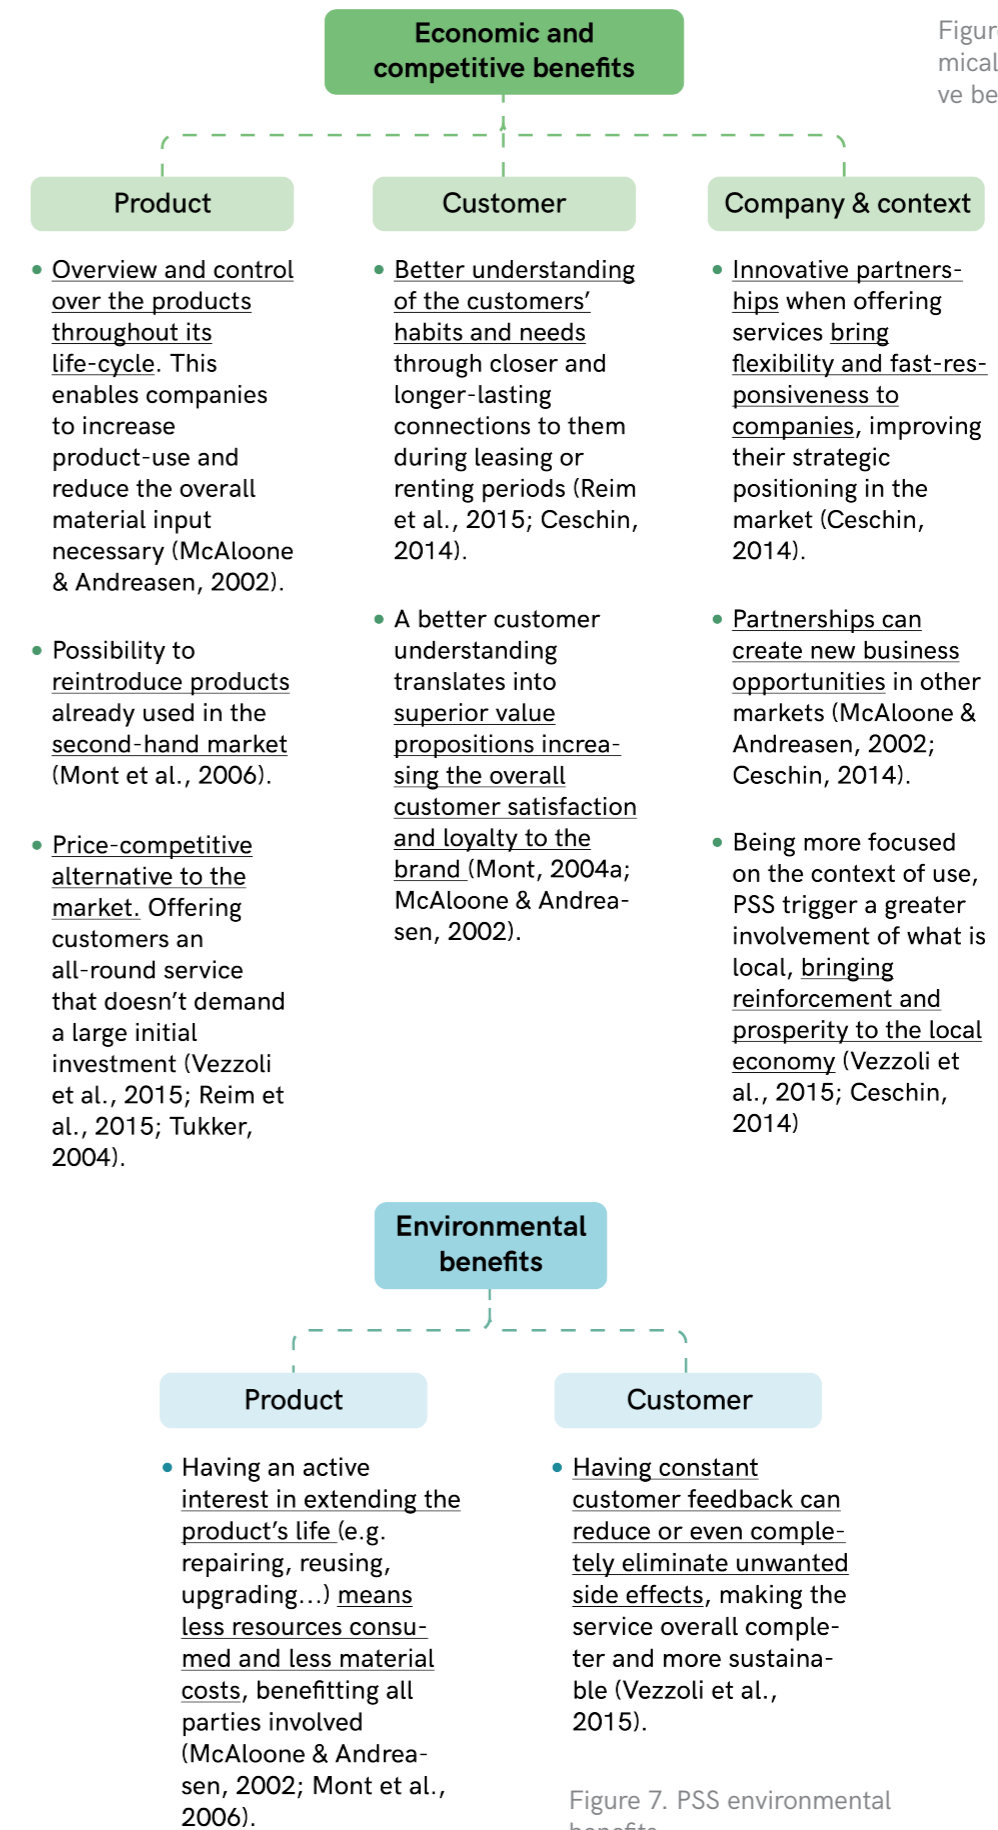 Economic and
competitive benefits
Product
Overview and control
over the products
throughout its
life-cycle. This
enables companies
to increase
product-use and
reduce the overall
material input
necessary (McAloone
& Andreasen, 2002).
Possibility to
reintroduce products
already used in the
second-hand market
(Mont et al., 2006).
Price-competitive
alternative to the
market. Offering
customers an
all-round service
that doesn't demand
a large initial
investment (Vezzoli
et al., 2015; Reim et
al., 2015; Tukker,
2004).
Customer
Better understanding
of the customers'
habits and needs
through closer and
longer-lasting
connections to them
during leasing or
renting periods (Reim
et al., 2015; Ceschin,
2014).
A better customer
understanding
translates into
superior value
propositions increa-
sing the overall
customer satisfaction
and loyalty to the
brand (Mont, 2004a;
McAloone & Andrea-
sen, 2002).
Company & context
Innovative partners-
hips when offering
services bring
flexibility and fast-res-
ponsiveness to
companies, improving
their strategic
positioning in the
market (Ceschin,
2014).
Partnerships can
create new business
opportunities in other
markets (McAloone &
Andreasen, 2002;
Ceschin, 2014).
Being more focused
on the context of use,
PSS trigger a greater
involvement of what is
local, bringing
reinforcement and
prosperity to the local
economy (Vezzoli et
al., 2015; Ceschin,
2014)
Figur
mical
ve be
Environmental
benefits
Product
Having an active
interest in extending the
product's life (e.g.
repairing, reusing,
upgrading...) means
less resources consu-
med and less material
costs, benefitting all
parties involved
(McAloone & Andrea-
sen, 2002; Mont et al.,
2006).
Customer
Having constant
customer feedback can
reduce or even comple-
tely eliminate unwanted
side effects, making the
service overall comple-
ter and more sustaina-
ble (Vezzoli et al.,
2015).
Figure 7. PSS environmental
benefits